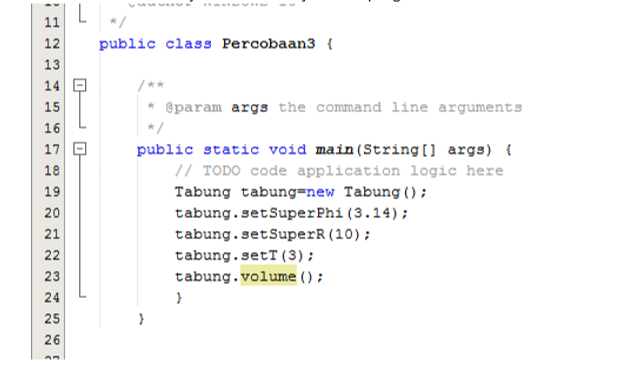 11 */
12 public class Percobaan3 {
13
14 /**
15 * @param args the command line arguments
16 */
17 public static void main(String[] args) {
18 // TODO code application logic here
19 Tabung tabung=new Tabung();
20 tabung.setSuperPhi(3.14);
21 tabung.setSuperR(10);
22 tabung.setT(3);
23 tabung.volume();
24 }
25 }
26